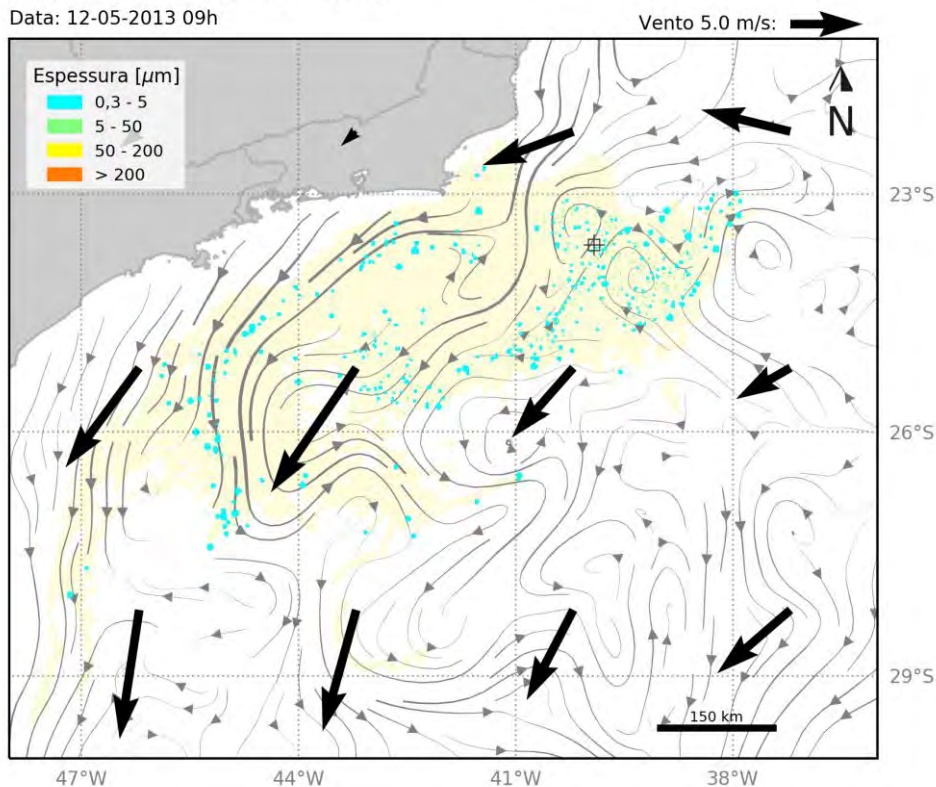 Data: 12-05-2013 09h
Vento 5.0 m/s:
Espessura [μm]
0,3 - 5
5 - 50
50 - 200
> 200
N
23°S
26°S
29°S
150 km
47°W
44°W
41°W
38°W